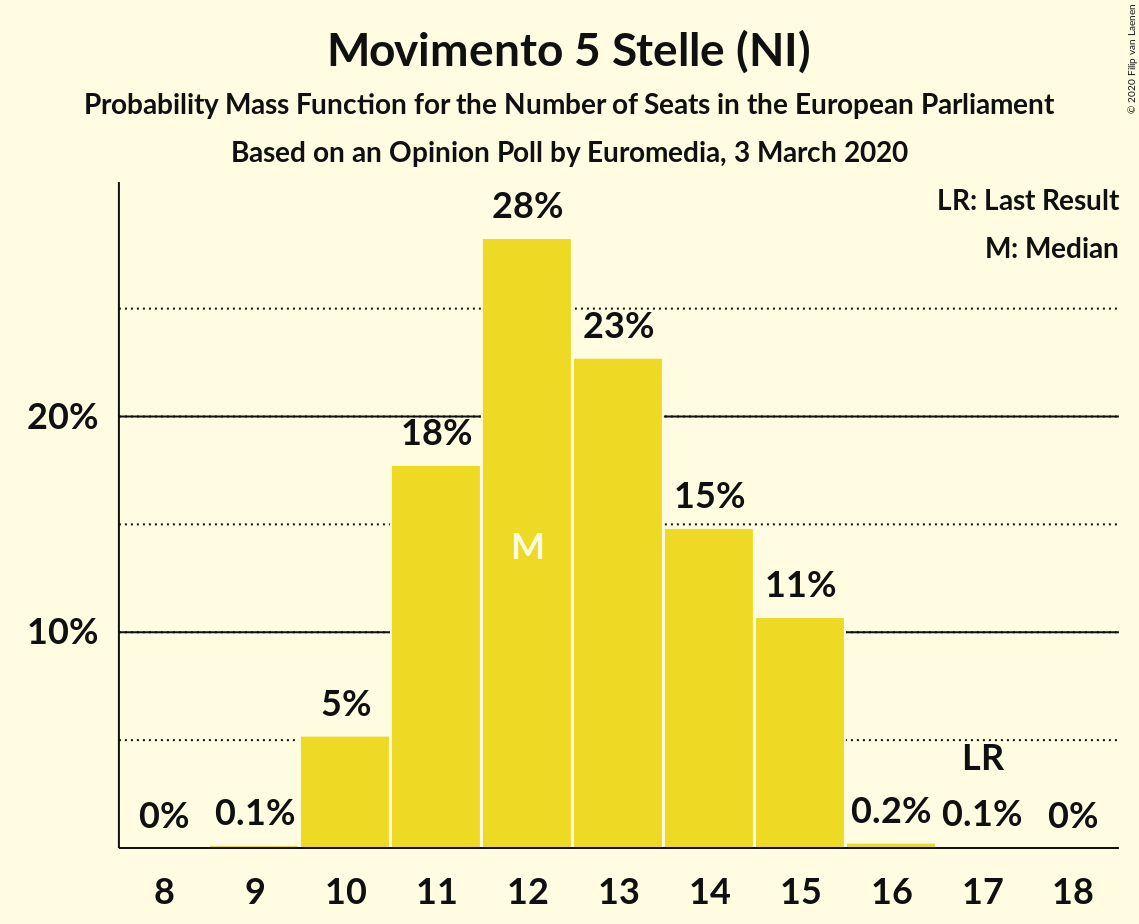 Movimento 5 Stelle (NI)
Probability Mass Function for the Number of Seats in the European Parliament
Based on an Opinion Poll by Euromedia, 3 March 2020
© 2020 Filip van Laenen
LR: Last Result
M: Median
28%
23%
20%
18%
15%
M
11%
10%
5%
LR
0%
0.1%
0.2%
0.1%
0%
8 9 10 11 12 13 14 15 16 17 18